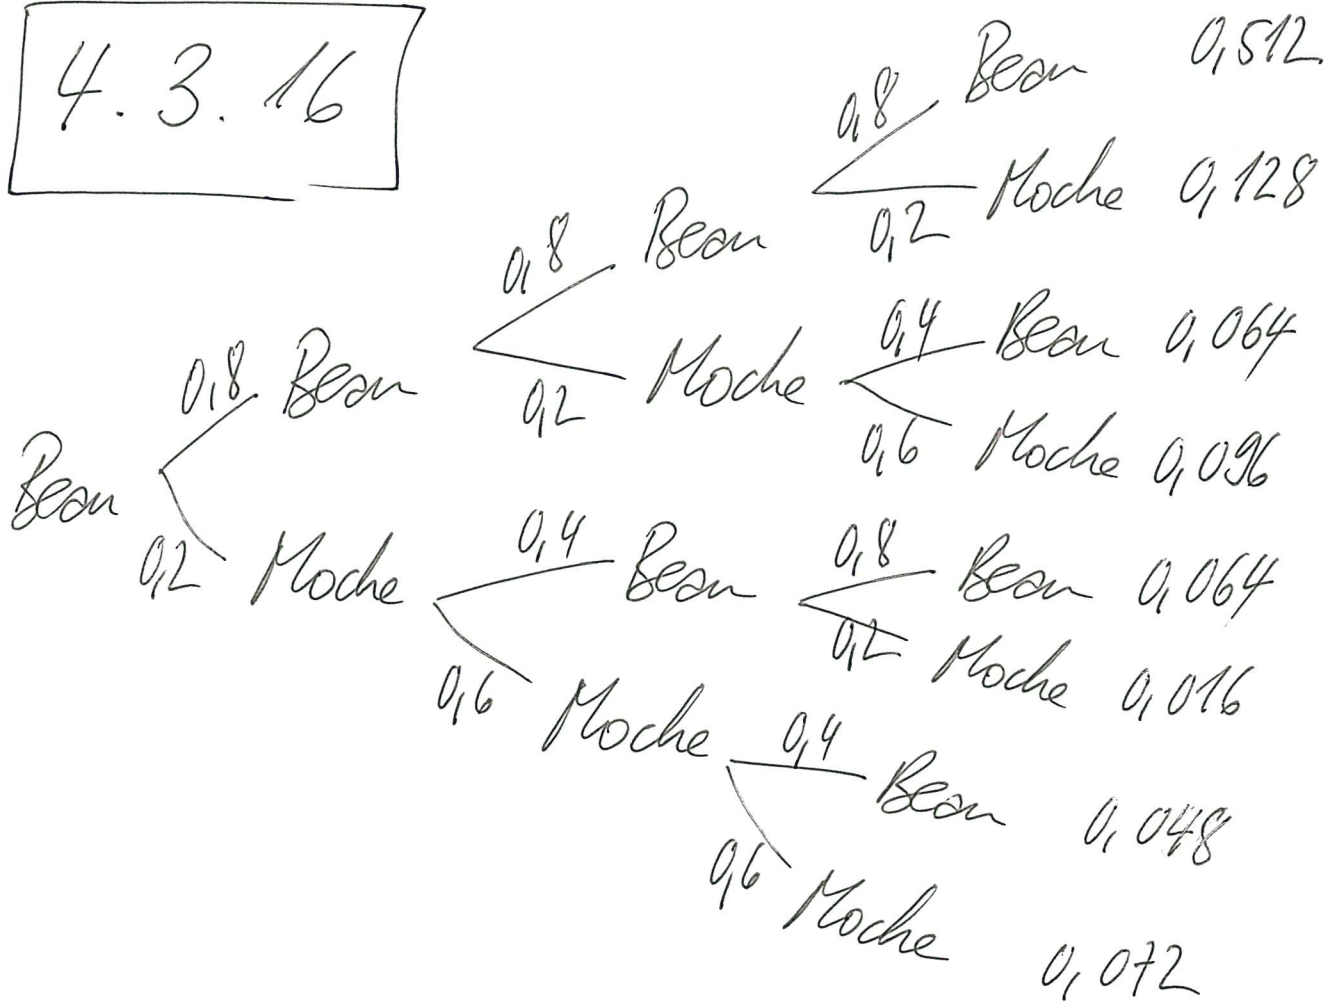 4.3.16
0,8 Beau 0,512
0,2 Moche 0,128
0,8 Beau
0,2 Moche
0,4 Beau 0,064
0,6 Moche 0,096
0,8 Beau
Beau
0,2 Moche
0,4 Beau
0,8 Beau 0,064
0,2 Moche 0,016
0,6 Moche
0,4 Beau 0,048
0,6 Moche 0,072